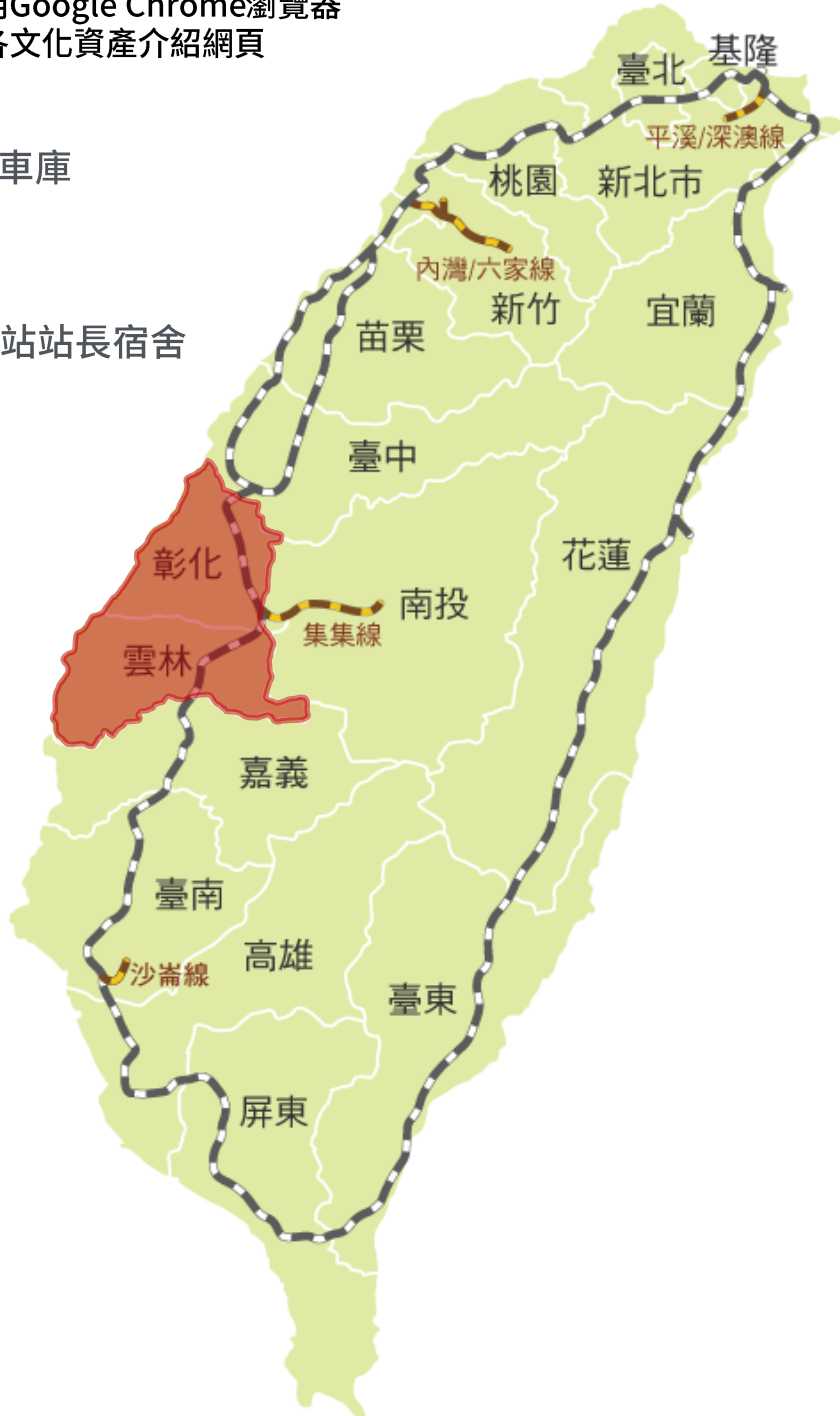 用Google Chrome瀏覽器
各文化資產介紹網頁
基隆
臺北
平溪/深澳線
車庫
桃園
新北市
內灣/六家線
新竹
宜蘭
苗栗
站站長宿舍
臺中
花蓮
彰化
南投
集集線
雲林
嘉義
臺南
高雄
沙崙線
臺東
屏東